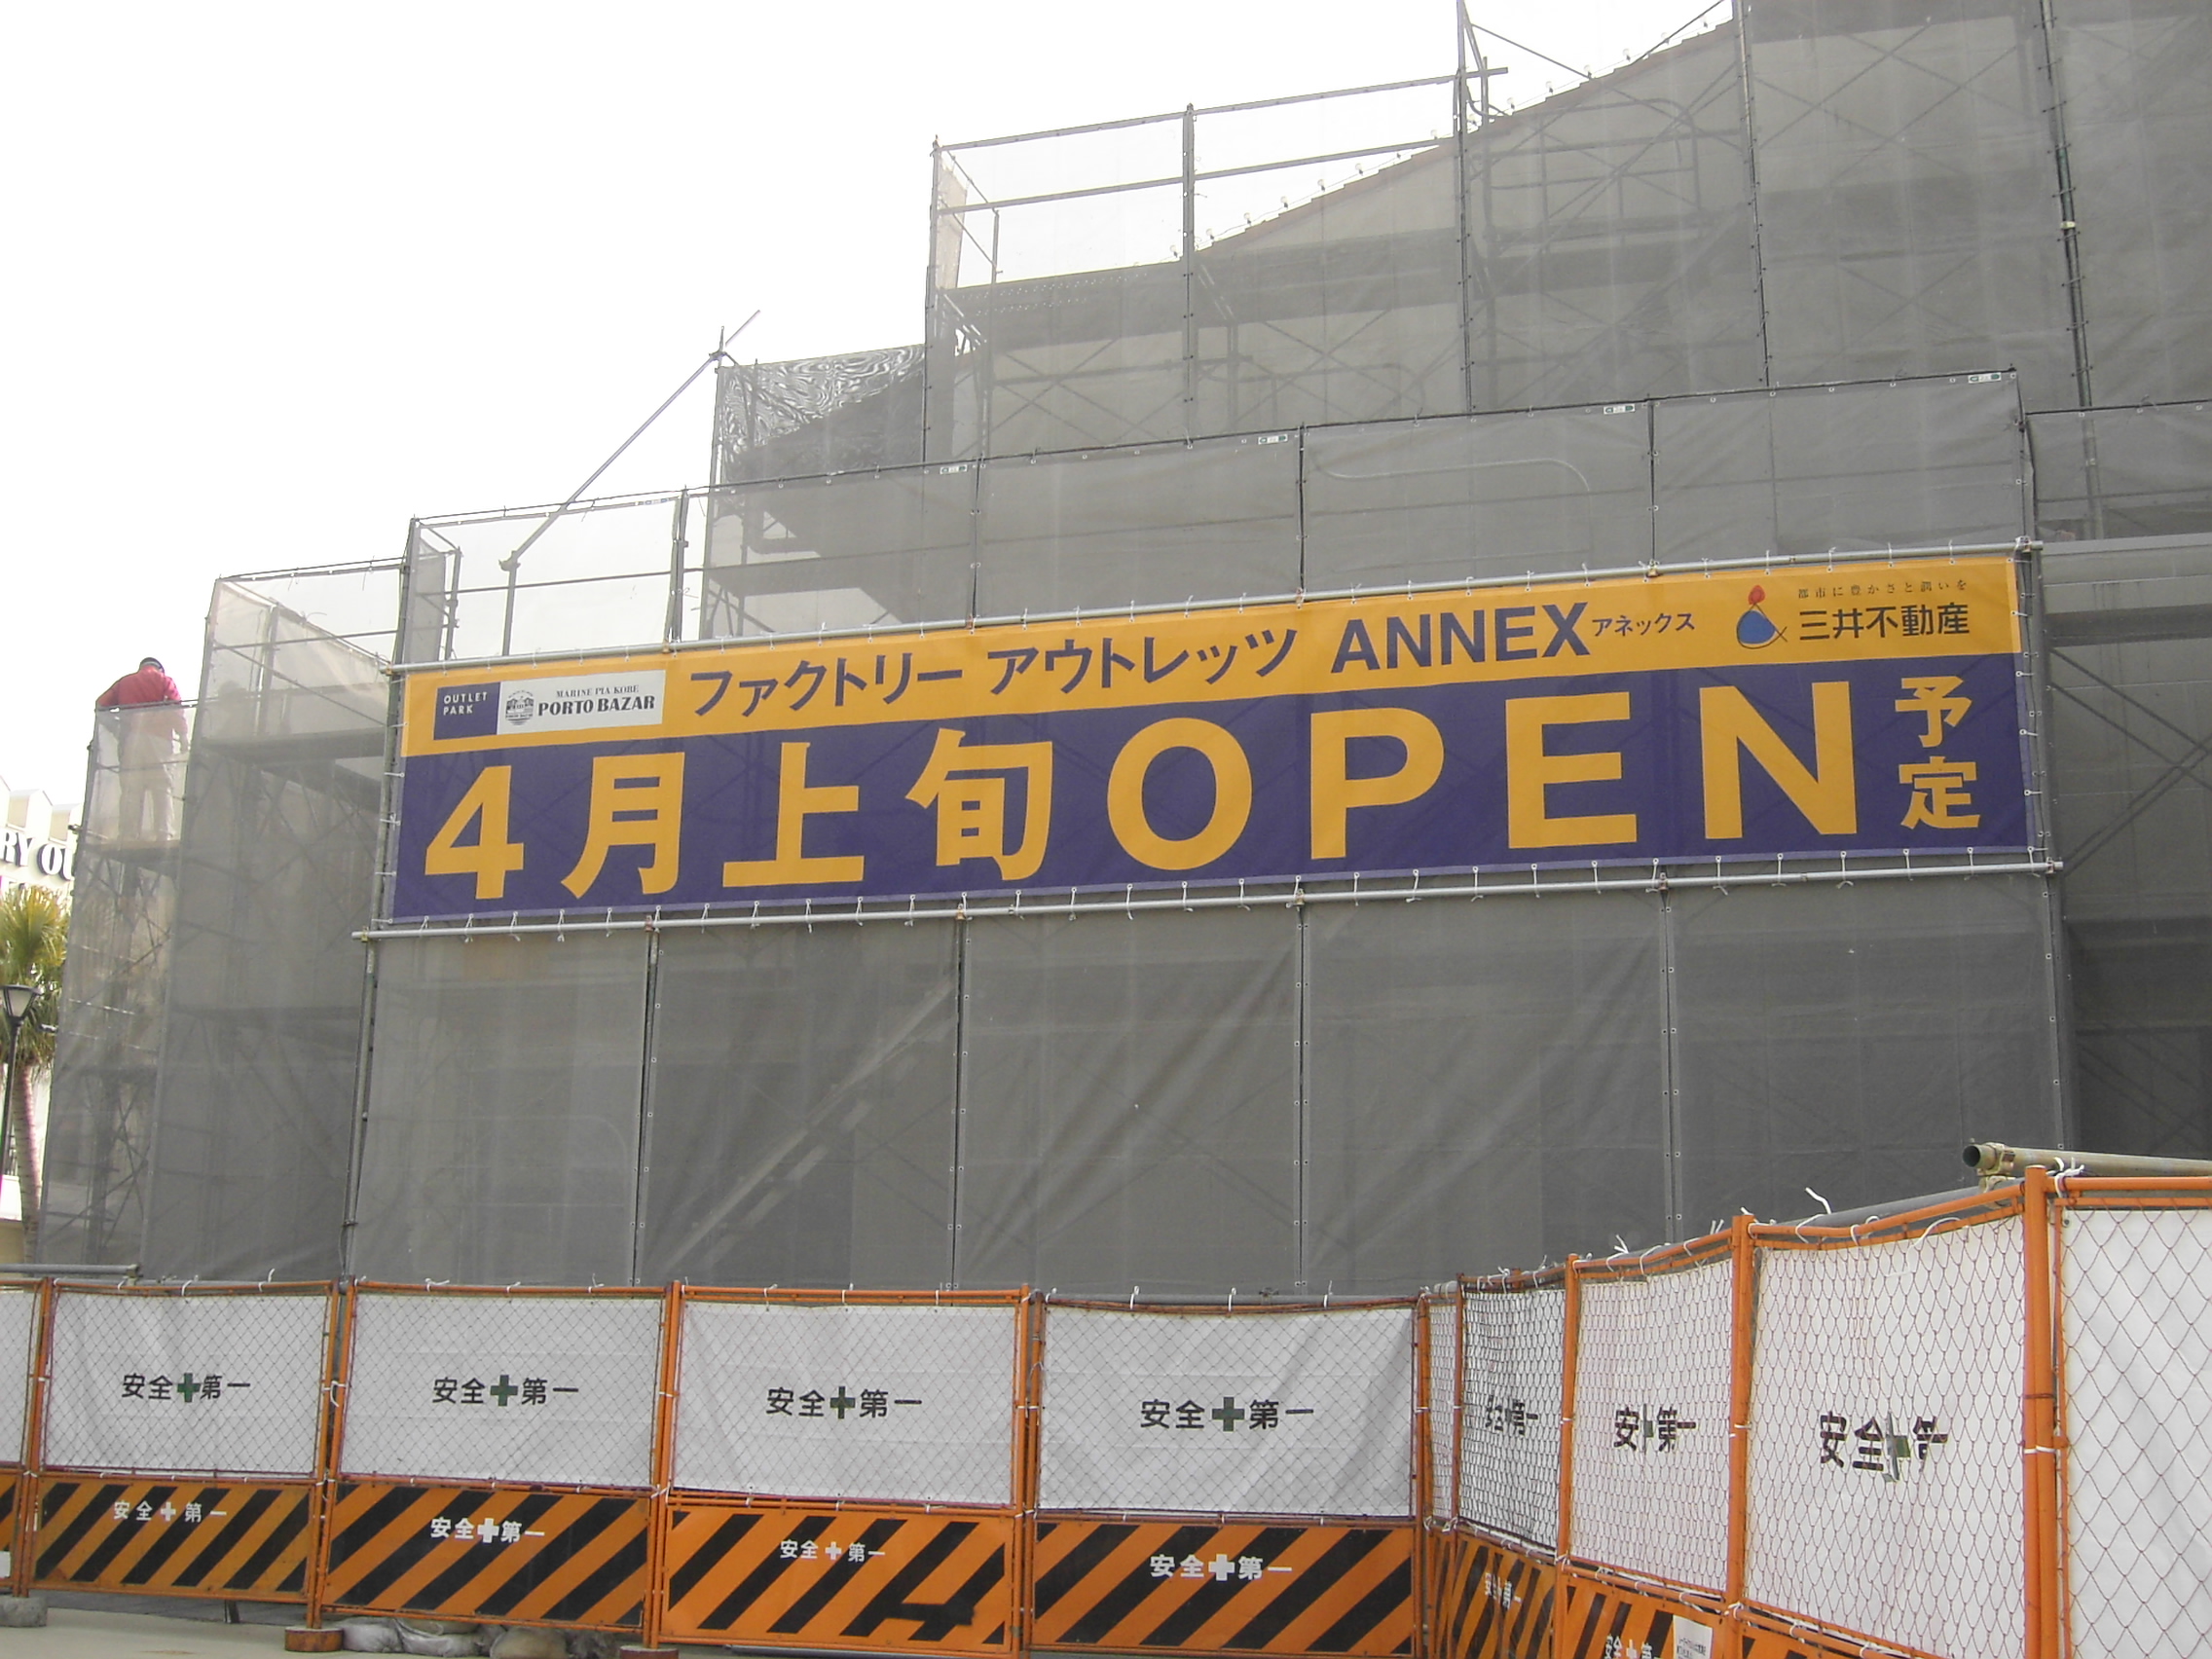 都市に豊かさと潤いを
三井不動産
OUTLET
PARK
MARINE PIA KOBE
PORTO BAZAR
ファクトリー アウトレッツ ANNEX アネックス
4月上旬OPEN予定
RY OU
安全第一
安全第一
安全第一
安全第一
安全第一
安全第一
安全第一
安全第一
安全第一
安全第一